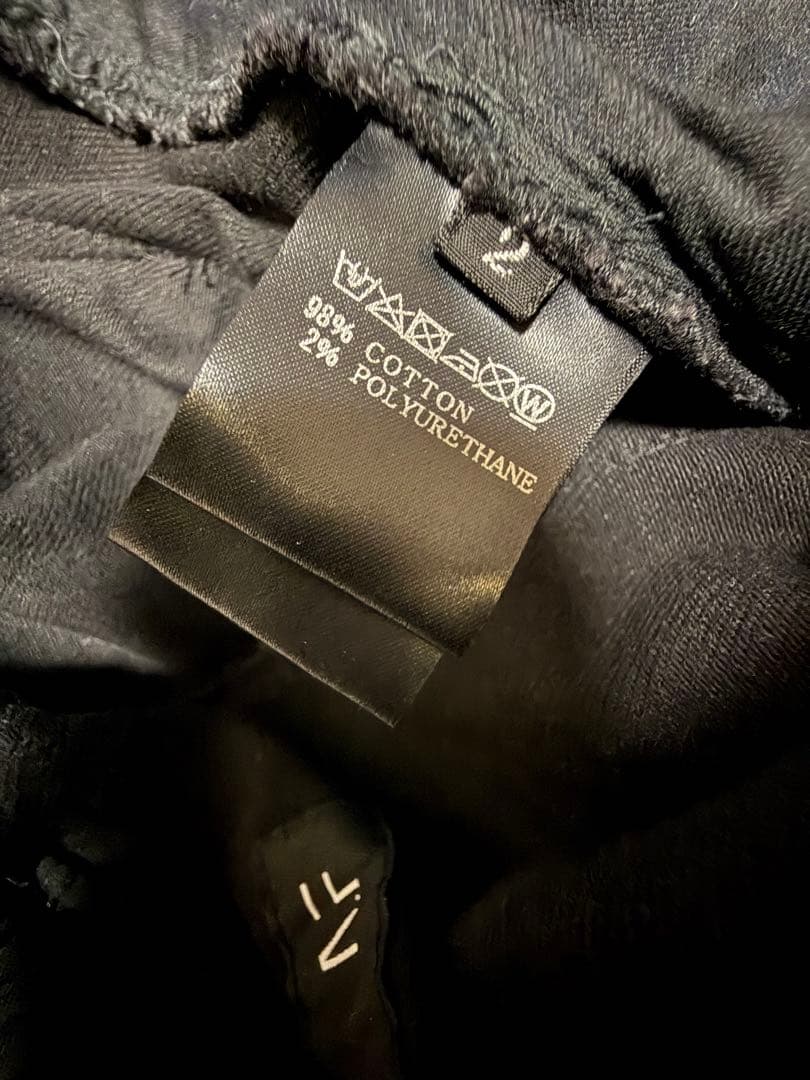 2
W
98% COTTON
2% POLYURETHANE